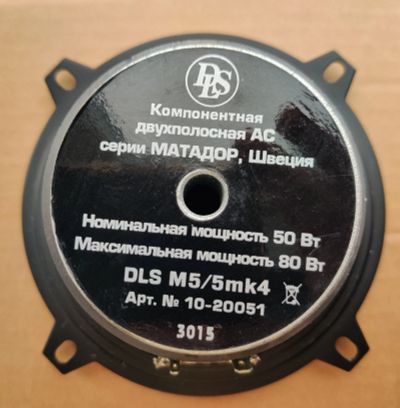 DLS
Компонентная
двухполосная АС
серии МАТАДОР, Швеция
Номинальная мощность 50 Вт
Максимальная мощность 80 Вт
DLS M5/5mk4
Арт. № 10-20051
3015